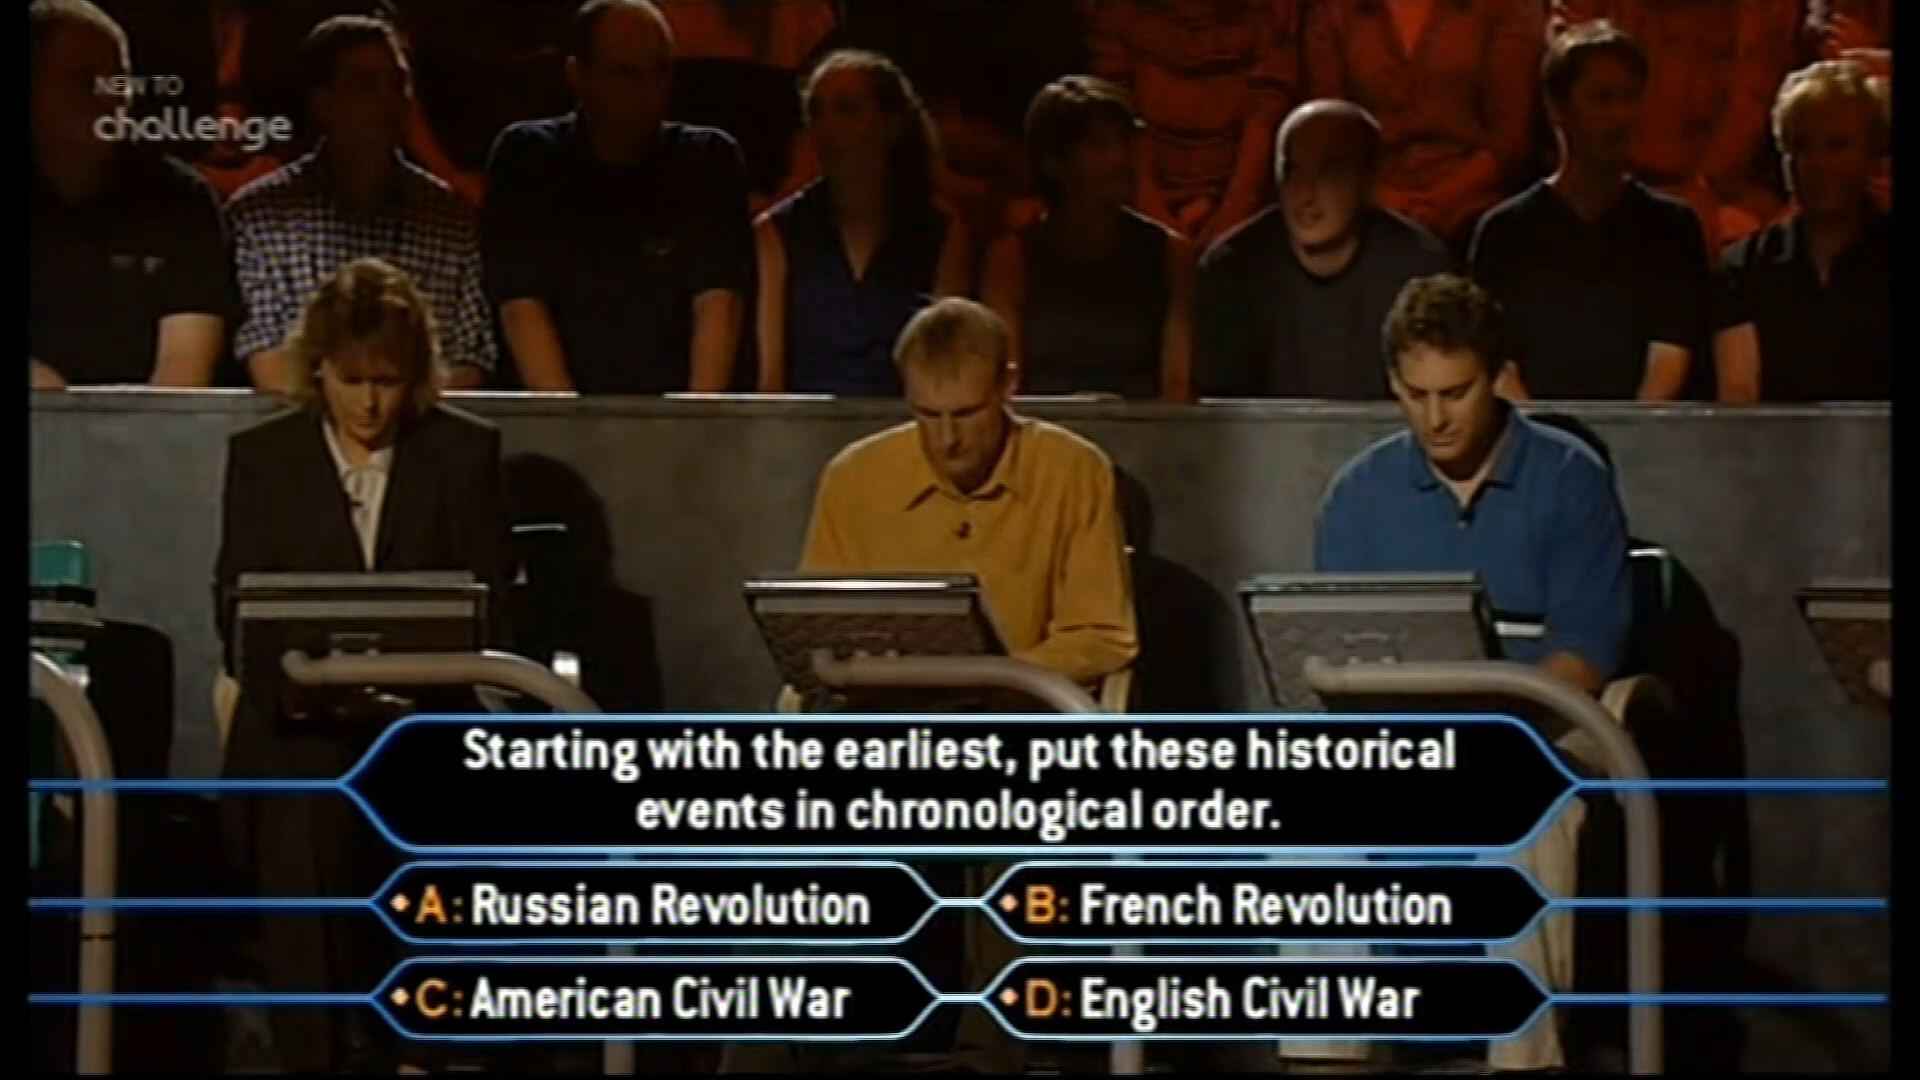 NEW TO
challenge
Starting with the earliest, put these historical
events in chronological order.
A: Russian Revolution
B: French Revolution
C: American Civil War
D: English Civil War